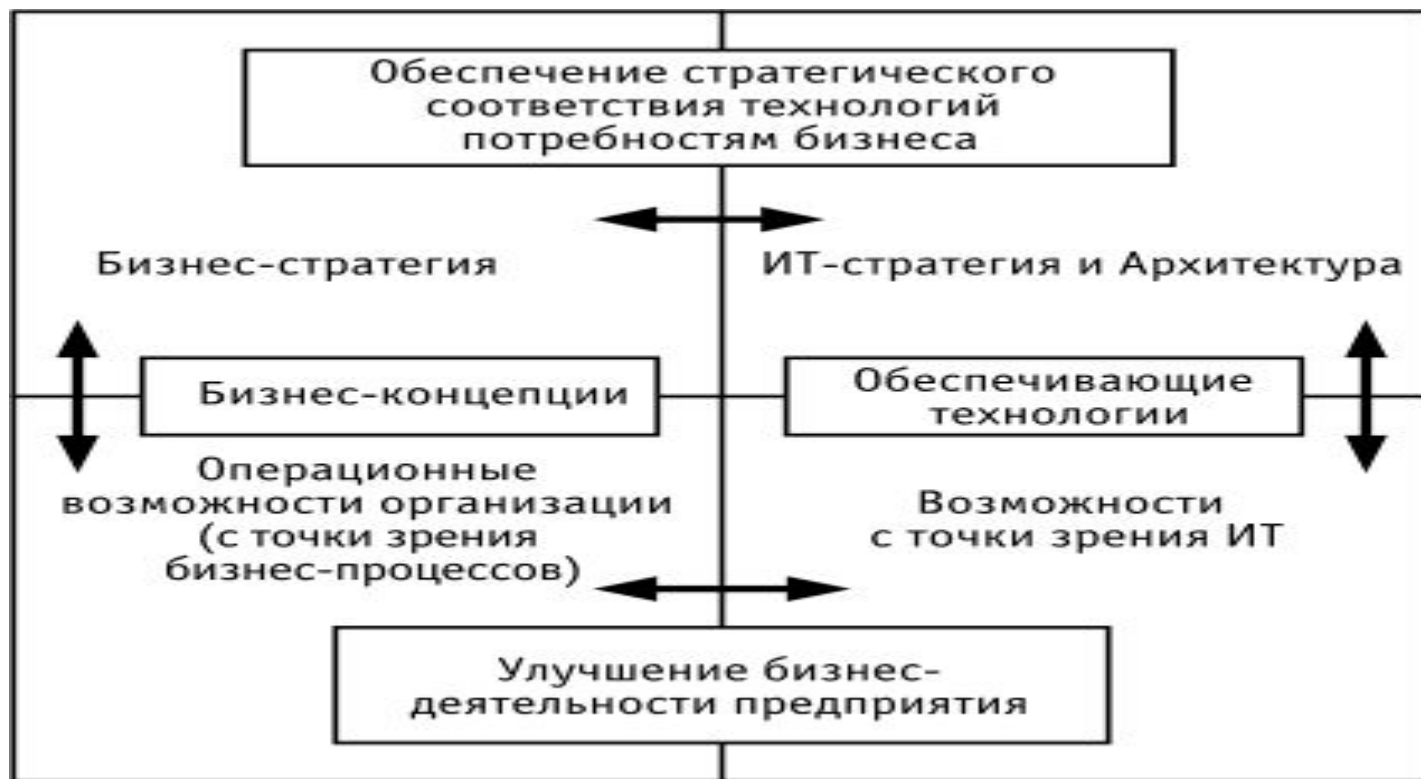 Обеспечение стратегического
соответствия технологий
потребностям бизнеса
Бизнес-стратегия
ИТ-стратегия и Архитектура
Бизнес-концепции
Обеспечивающие
технологии
Операционные
возможности организации
(с точки зрения
бизнес-процессов)
Возможности
с точки зрения ИТ
Улучшение бизнес-
деятельности предприятия